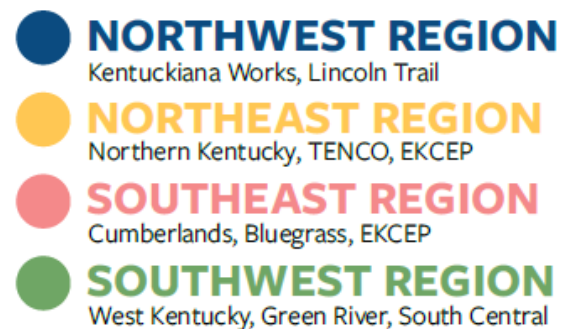 NORTHWEST REGION
Kentuckiana Works, Lincoln Trail
NORTHEAST REGION
Northern Kentucky, TENCO, EKCEP
SOUTHEAST REGION
Cumberlands, Bluegrass, EKCEP
SOUTHWEST REGION
West Kentucky, Green River, South Central